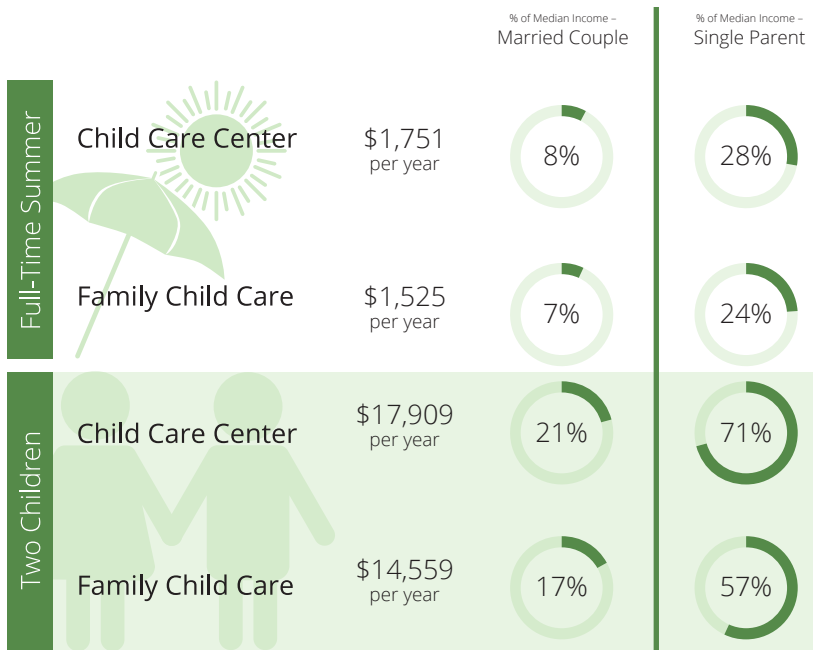 % of Median Income –
Married Couple
% of Median Income –
Single Parent
Full-Time Summer
Child Care Center
$1,751
per year
8%
28%
Family Child Care
$1,525
per year
7%
24%
Two Children
Child Care Center
$17,909
per year
21%
71%
Family Child Care
$14,559
per year
17%
57%